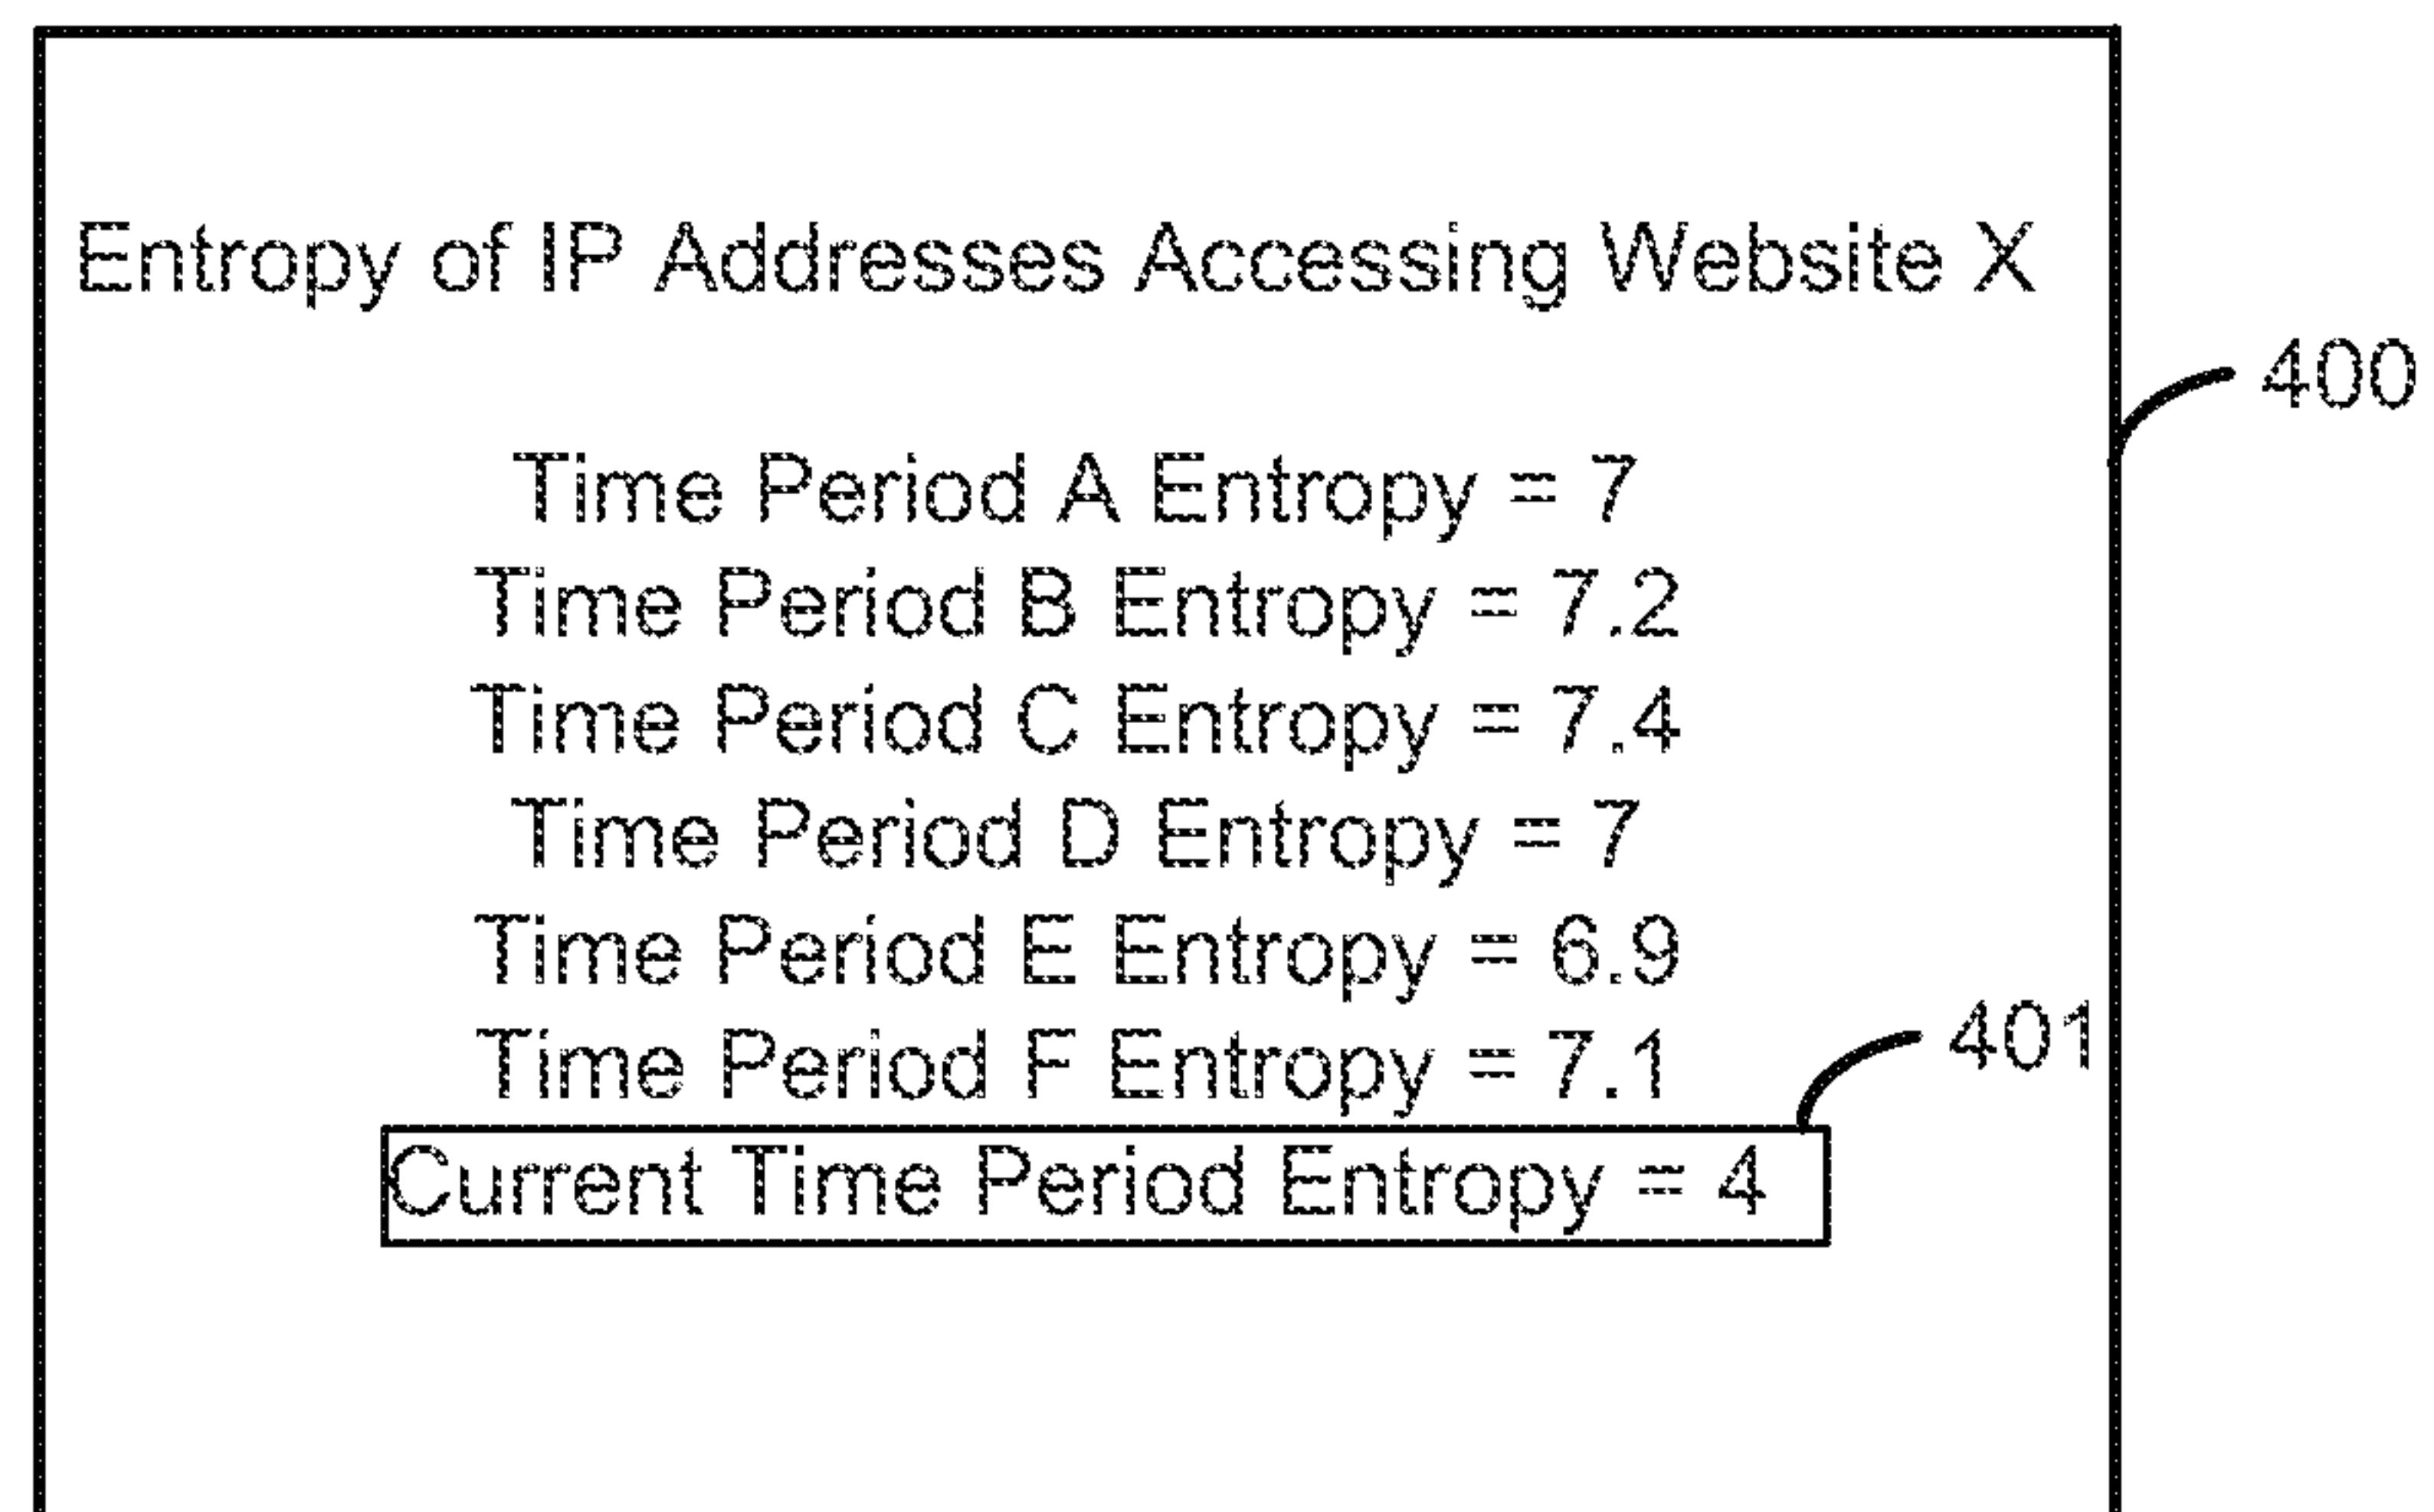 Entropy of IP Addresses Accessing Website X
400
Time Period A Entropy = 7
Time Period B Entropy = 7.2
Time Period C Entropy = 7.4
Time Period D Entropy = 7
Time Period E Entropy = 6.9
401
Time Period F Entropy = 7.1
Current Time Period Entropy = 4